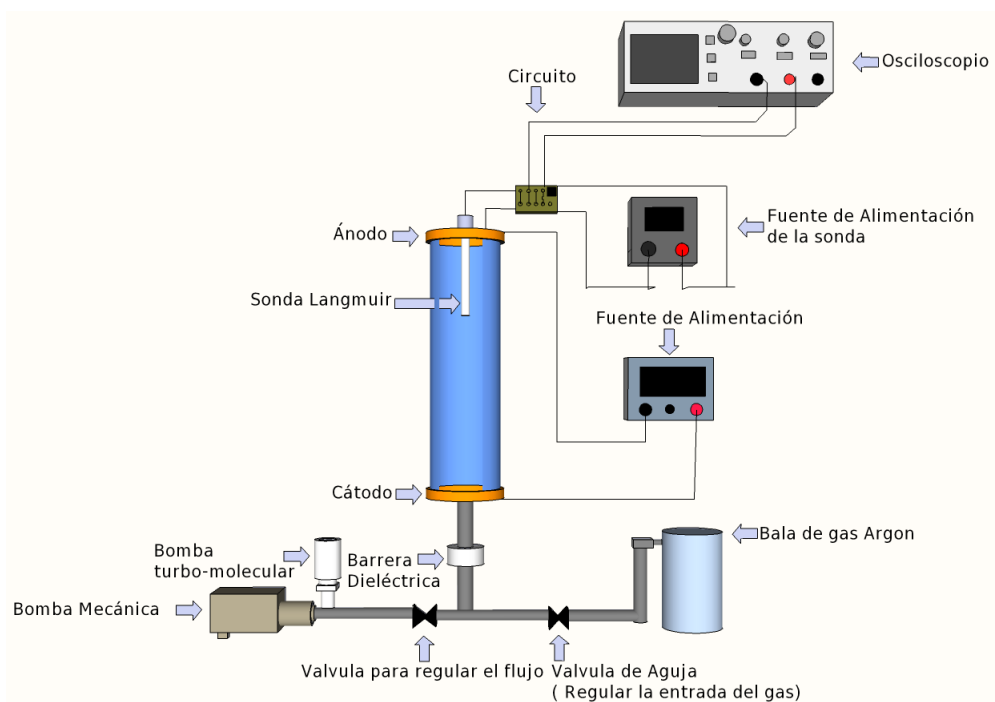 Osciloscopio
Circuito
Fuente de Alimentación
de la sonda
Ánodo
Sonda Langmuir
Fuente de Alimentación
Cátodo
Bala de gas Argon
Bomba
turbo-molecular
Barrera
Dieléctrica
Bomba Mecánica
Valvula para regular el flujo
Valvula de Aguja
( Regular la entrada del gas)